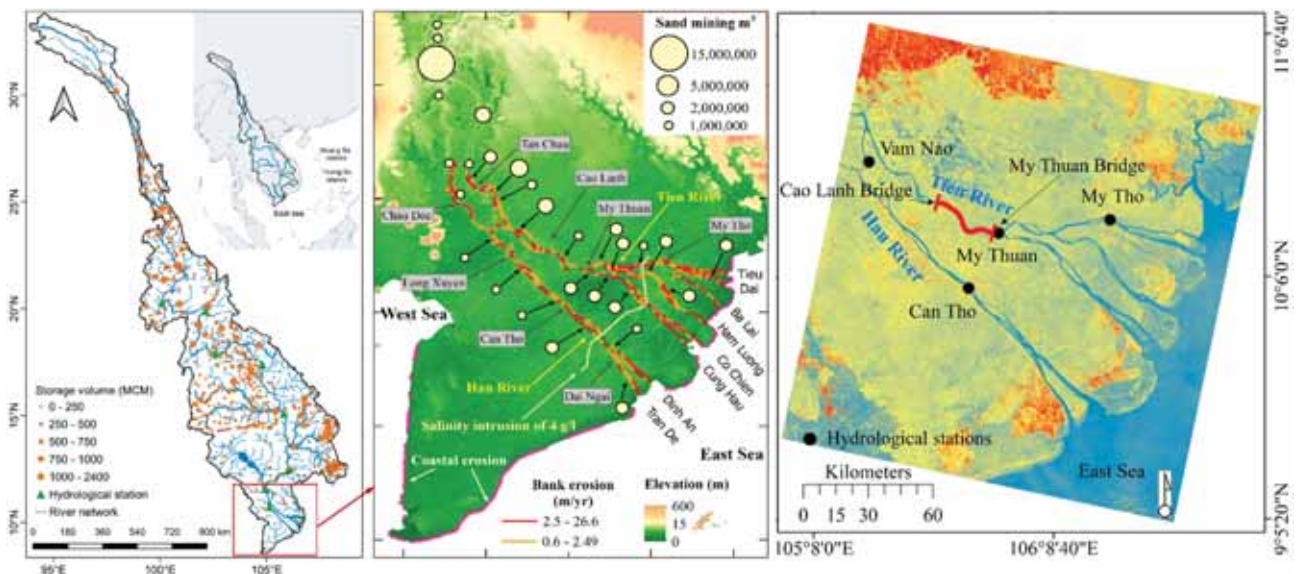 30°N
25°N
20°N
15°N
10°N
95°E
100°E
105°E
East sea
Storage volume (MCM)
0 - 250
250 - 500
500 - 750
750 - 1000
1000 - 2400
Hydrological station
River network
0 180 360 540 720 900 km
Sand mining m³
15,000,000
5,000,000
2,000,000
1,000,000
Tan Chau
Cao Lanh
Chau Doc
My Thuan
Tien River
My Tho
Long Xuyen
Tieu
Dai
West Sea
Ba Lai
Ham Luong
Can Tho
Co Chien
Cung Hau
Hau River
Dai Ngai
Dinh An
Tran De
Salinity intrusion of 4 g/l
Coastal erosion
East Sea
Bank erosion
(m/yr)
2.5 - 26.6
0.6 - 2.49
Elevation (m)
600
15
0
11°6'40"
10°6'0"N
9°5'20"N
Vam Nao
My Thuan Bridge
Cao Lanh Bridge
Tien River
My Tho
My Thuan
Hau River
Can Tho
Hydrological stations
Kilometers
0 15 30 60
East Sea
105°8'0"E
106°8'40"E